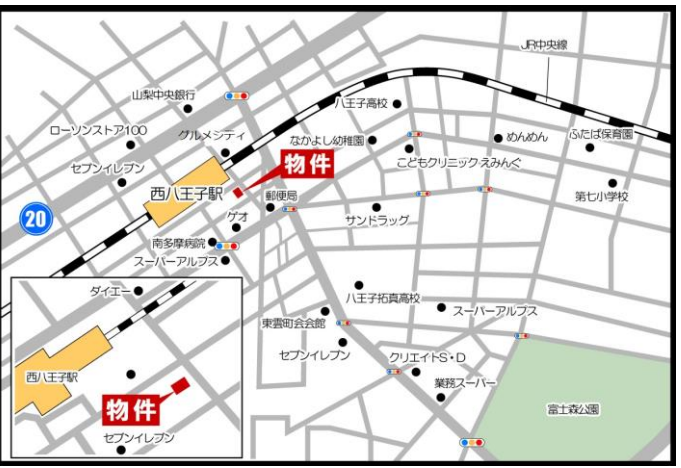 JR中央線
山梨中央銀行
八王子高校
ローソンストア100
グルメシティ
なかよし幼稚園
めんめん
ふたば保育園
こどもクリニック・えみんぐ
セブンイレブン
物件
西八王子駅
郵便局
第七小学校
20
ゲオ
サンドラッグ
南多摩病院
スーパーアルプス
ダイエー
八王子拓真高校
スーパーアルプス
東雲町会会館
セブンイレブン
クリエイトS・D
西八王子駅
業務スーパー
物件
富士森公園
セブンイレブン